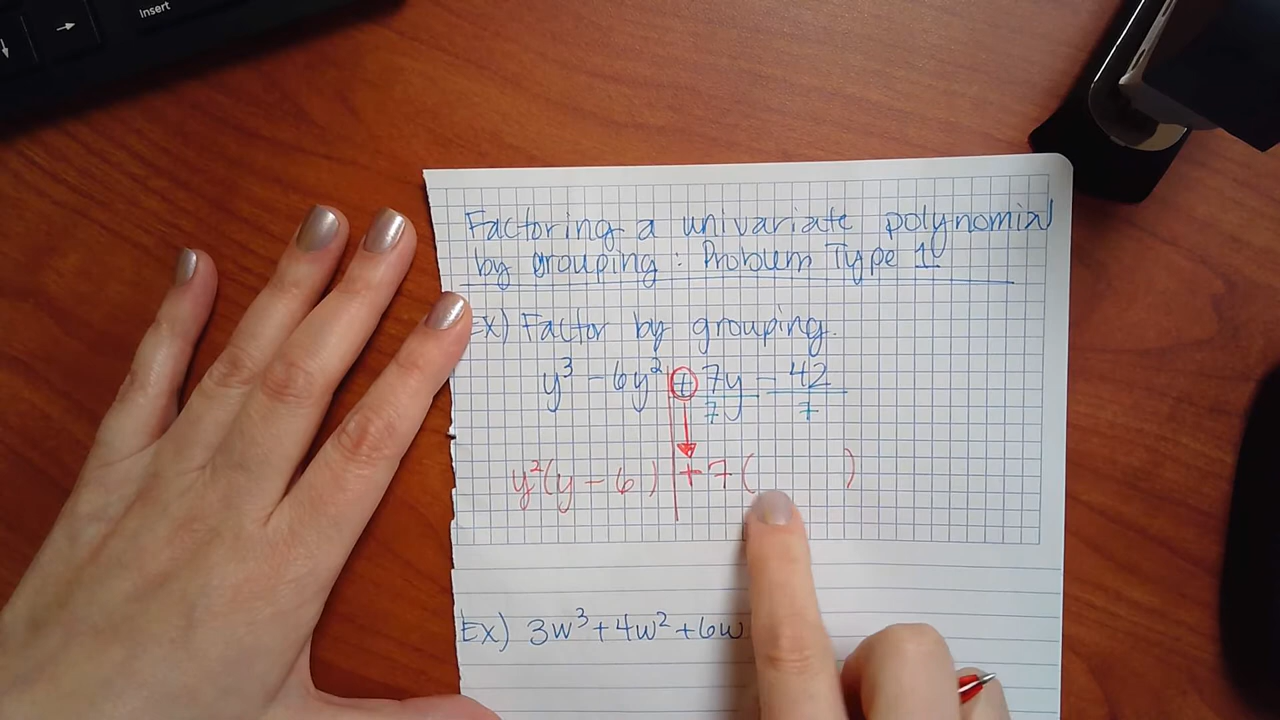 Insert
Factoring a univariate polynomial
by grouping: Problem Type 1
Ex) Factor by grouping.
y³ - 6y² + 7y - 42
7y 7
y²(y - 6) + 7( )
Ex) 3w³ + 4w² + 6w